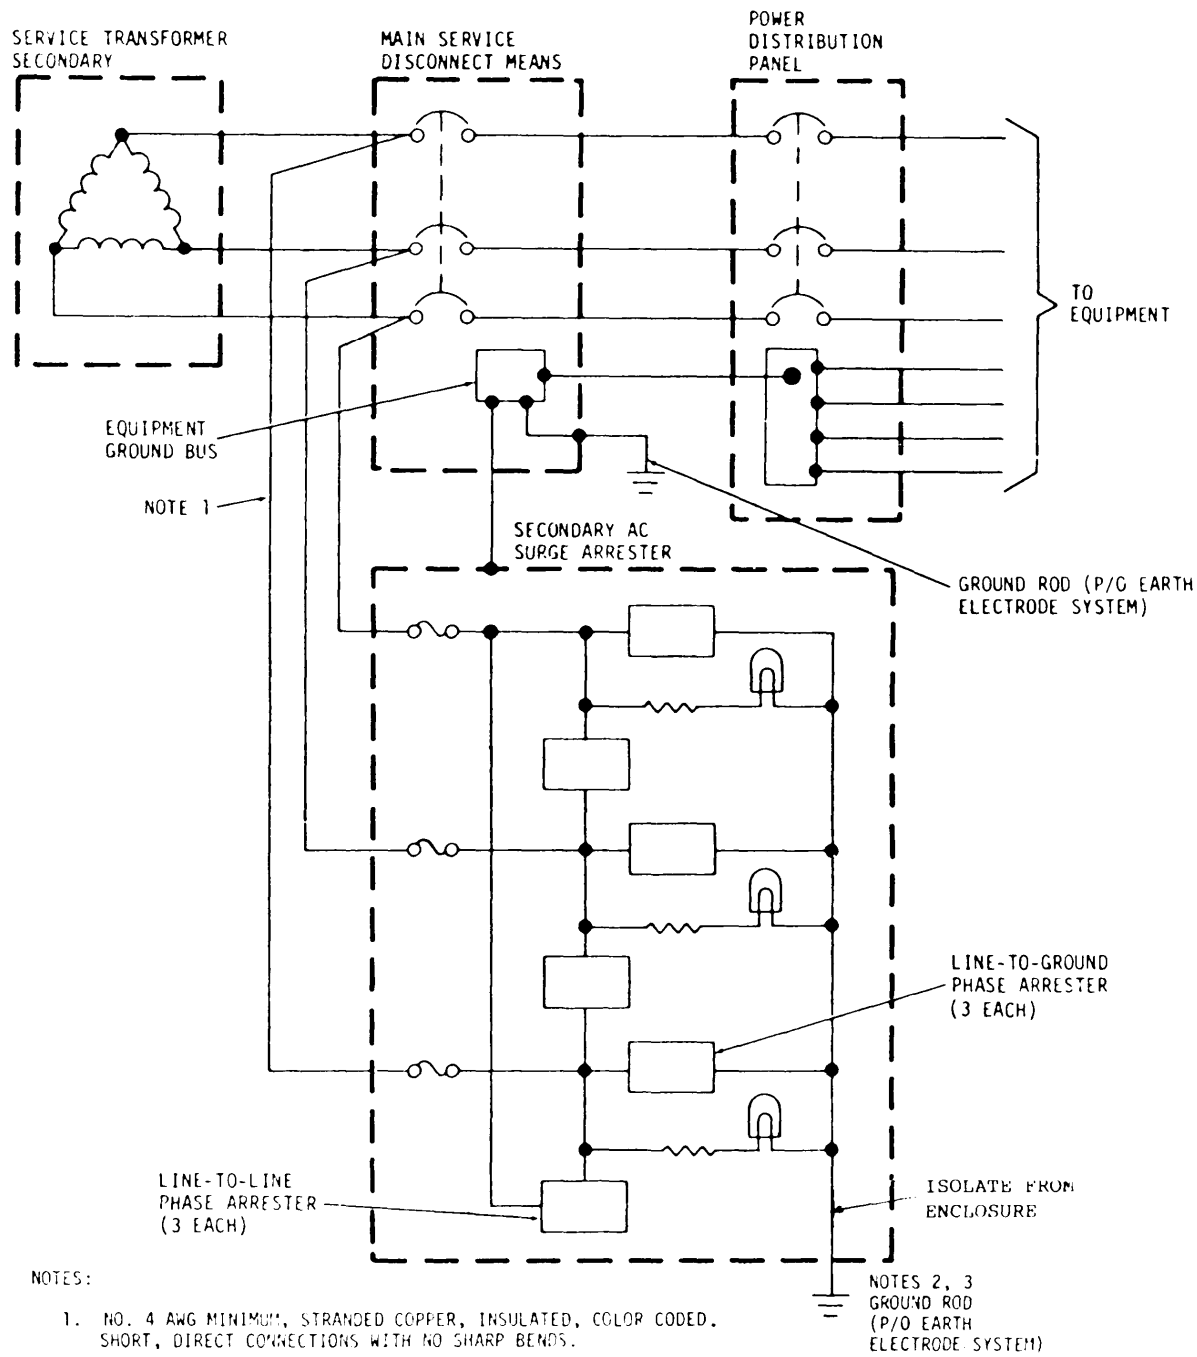 SERVICE TRANSFORMER
SECONDARY
MAIN SERVICE
DISCONNECT MEANS
POWER
DISTRIBUTION
PANEL
TO
EQUIPMENT
EQUIPMENT
GROUND BUS
NOTE 1
SECONDARY AC
SURGE ARRESTER
GROUND ROD (P/O EARTH
ELECTRODE SYSTEM)
LINE-TO-GROUND
PHASE ARRESTER
(3 EACH)
LINE-TO-LINE
PHASE ARRESTER
(3 EACH)
ISOLATE FROM
ENCLOSURE
NOTES:
1. NO. 4 AWG MINIMUM, STRANDED COPPER, INSULATED, COLOR CODED.
SHORT, DIRECT CONNECTIONS WITH NO SHARP BENDS.
NOTES 2, 3
GROUND ROD
(P/O EARTH
ELECTRODE SYSTEM)